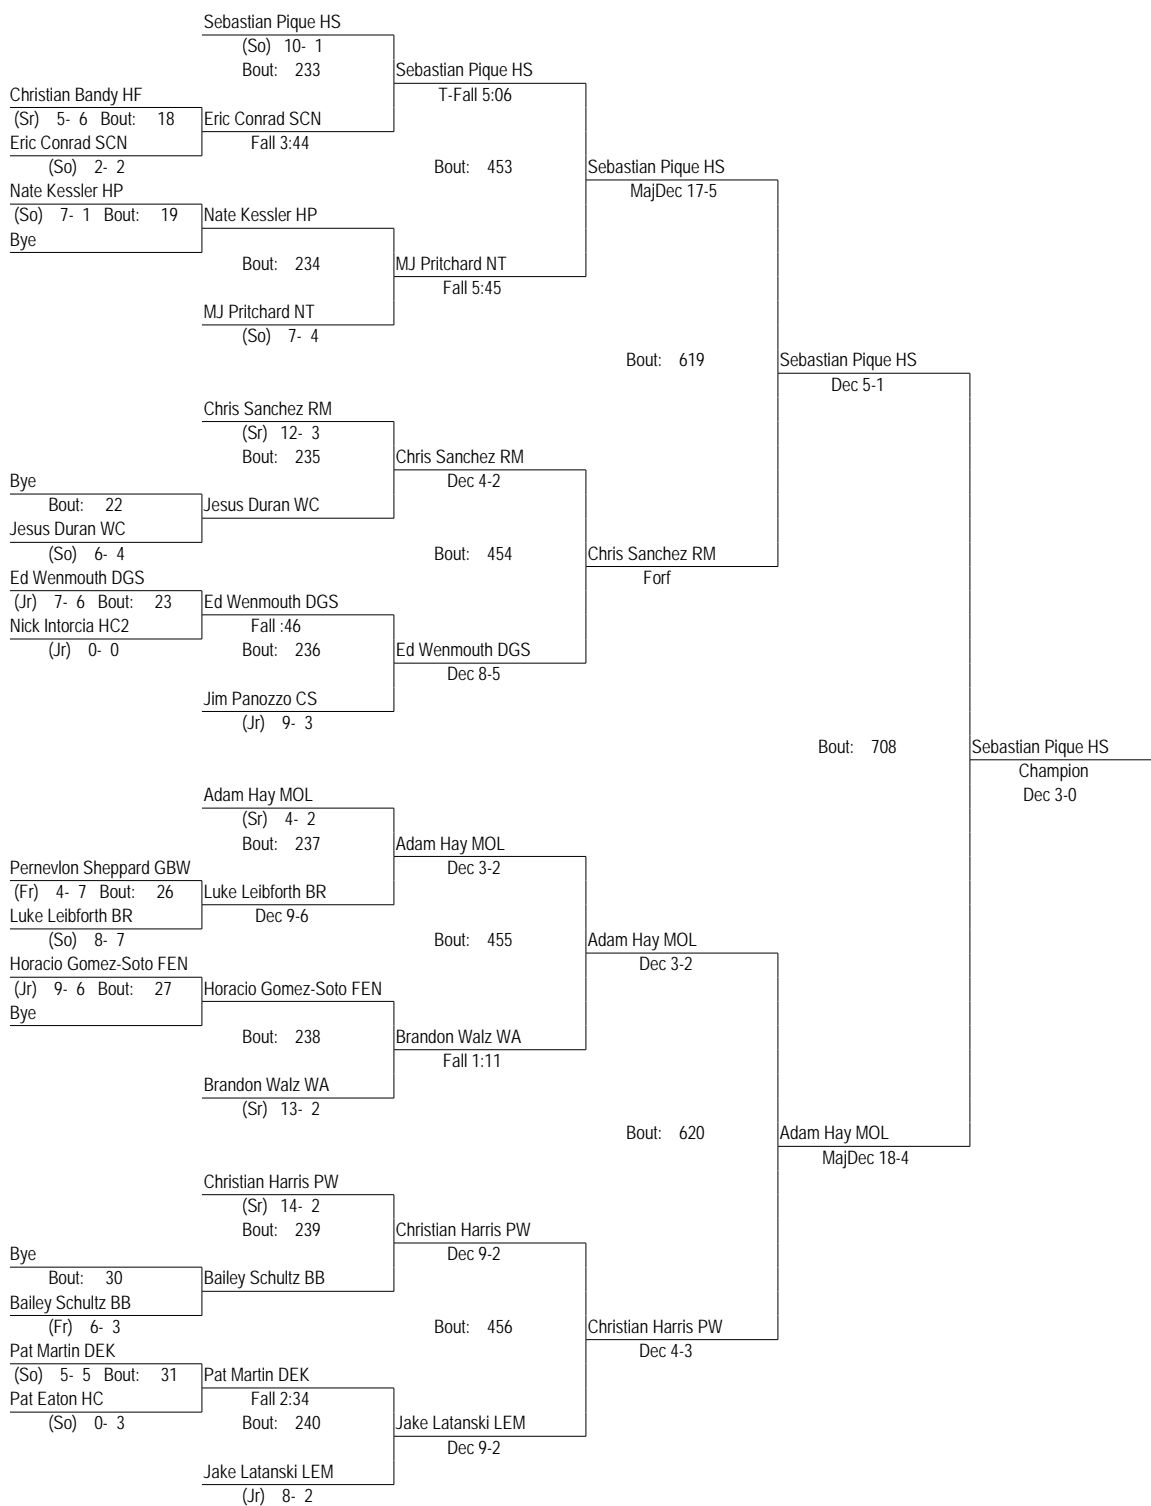 Sebastian Pique HS
(So) 10- 1
Bout: 233
Sebastian Pique HS
Christian Bandy HF
T-Fall 5:06
(Sr) 5- 6 Bout: 18
Eric Conrad SCN
Eric Conrad SCN
Fall 3:44
(So) 2- 2
Bout: 453
Sebastian Pique HS
Nate Kessler HP
MajDec 17-5
(So) 7- 1 Bout: 19
Nate Kessler HP
Bye
Bout: 234
MJ Pritchard NT
Fall 5:45
MJ Pritchard NT
(So) 7- 4
Bout: 619
Sebastian Pique HS
Dec 5-1
Chris Sanchez RM
(Sr) 12- 3
Bout: 235
Chris Sanchez RM
Bye
Dec 4-2
Bout: 22
Jesus Duran WC
Jesus Duran WC
(So) 6- 4
Bout: 454
Chris Sanchez RM
Ed Wenmouth DGS
Forf
(Jr) 7- 6 Bout: 23
Ed Wenmouth DGS
Nick Intorcia HC2
Fall :46
(Jr) 0- 0
Bout: 236
Ed Wenmouth DGS
Dec 8-5
Jim Panozzo CS
(Jr) 9- 3
Bout: 708
Sebastian Pique HS
Champion
Dec 3-0
Adam Hay MOL
(Sr) 4- 2
Bout: 237
Adam Hay MOL
Pernevlon Sheppard GBW
Dec 3-2
(Fr) 4- 7 Bout: 26
Luke Leibforth BR
Luke Leibforth BR
Dec 9-6
(So) 8- 7
Bout: 455
Adam Hay MOL
Horacio Gomez-Soto FEN
Dec 3-2
(Jr) 9- 6 Bout: 27
Horacio Gomez-Soto FEN
Bye
Bout: 238
Brandon Walz WA
Fall 1:11
Brandon Walz WA
(Sr) 13- 2
Bout: 620
Adam Hay MOL
MajDec 18-4
Christian Harris PW
(Sr) 14- 2
Bout: 239
Christian Harris PW
Bye
Dec 9-2
Bout: 30
Bailey Schultz BB
Bailey Schultz BB
(Fr) 6- 3
Bout: 456
Christian Harris PW
Pat Martin DEK
Dec 4-3
(So) 5- 5 Bout: 31
Pat Martin DEK
Pat Eaton HC
Fall 2:34
(So) 0- 3
Bout: 240
Jake Latanski LEM
Dec 9-2
Jake Latanski LEM
(Jr) 8- 2